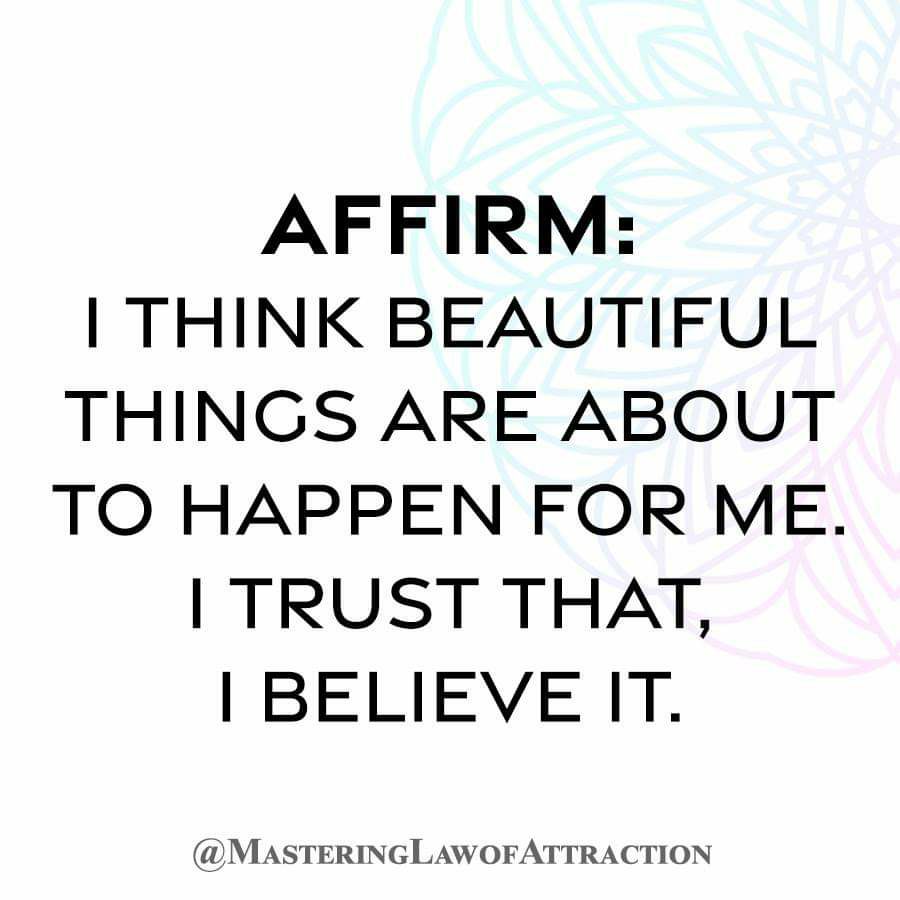 AFFIRM:
I THINK BEAUTIFUL
THINGS ARE ABOUT
TO HAPPEN FOR ME.
I TRUST THAT,
I BELIEVE IT.
@MASTERINGLAWOFATTRACTION